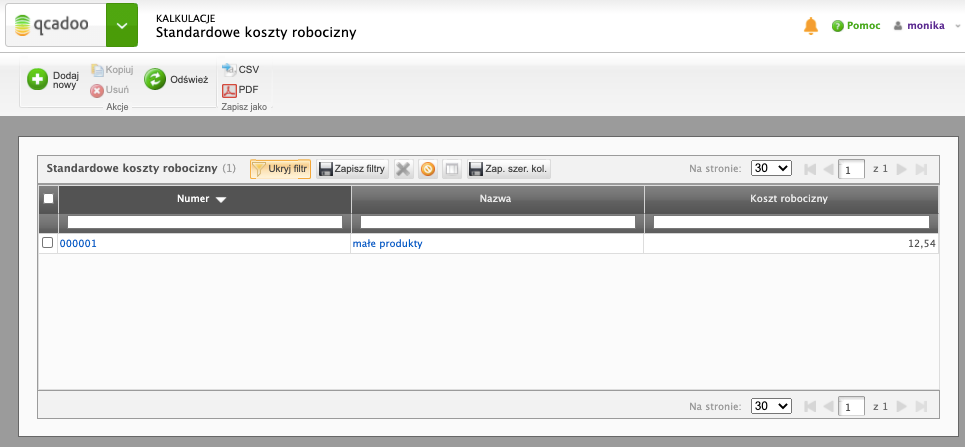 qcadoo
KALKULACJE
Standardowe koszty robocizny
Pomoc
monika
Dodaj nowy
Kopiuj
Usuń
Odśwież
Akcje
CSV
PDF
Zapisz jako
Standardowe koszty robocizny (1)
Ukryj filtr
Zapisz filtry
Zap. szer. kol.
Na stronie: 30
1 z 1
Numer
Nazwa
Koszt robocizny
000001
małe produkty
12,54
Na stronie: 30
1 z 1